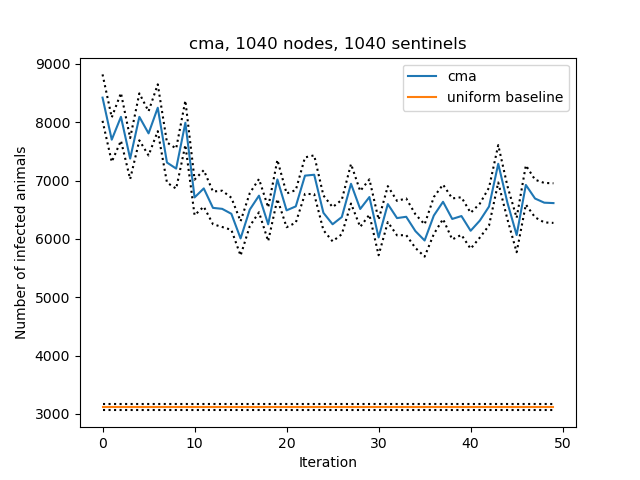 cma, 1040 nodes, 1040 sentinels
cma
uniform baseline
Number of infected animals
9000
8000
7000
6000
5000
4000
3000
0 10 20 30 40 50
Iteration